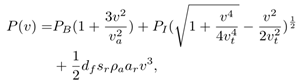 P(v) = P_B(1 + \frac{3v^2}{v_a^2}) + P_I(\sqrt{1 + \frac{v^4}{4v_t^4}} - \frac{v^2}{2v_t^2})^{\frac{1}{2}}
+ \frac{1}{2} d_f s_r ρ_a a_r v^3,